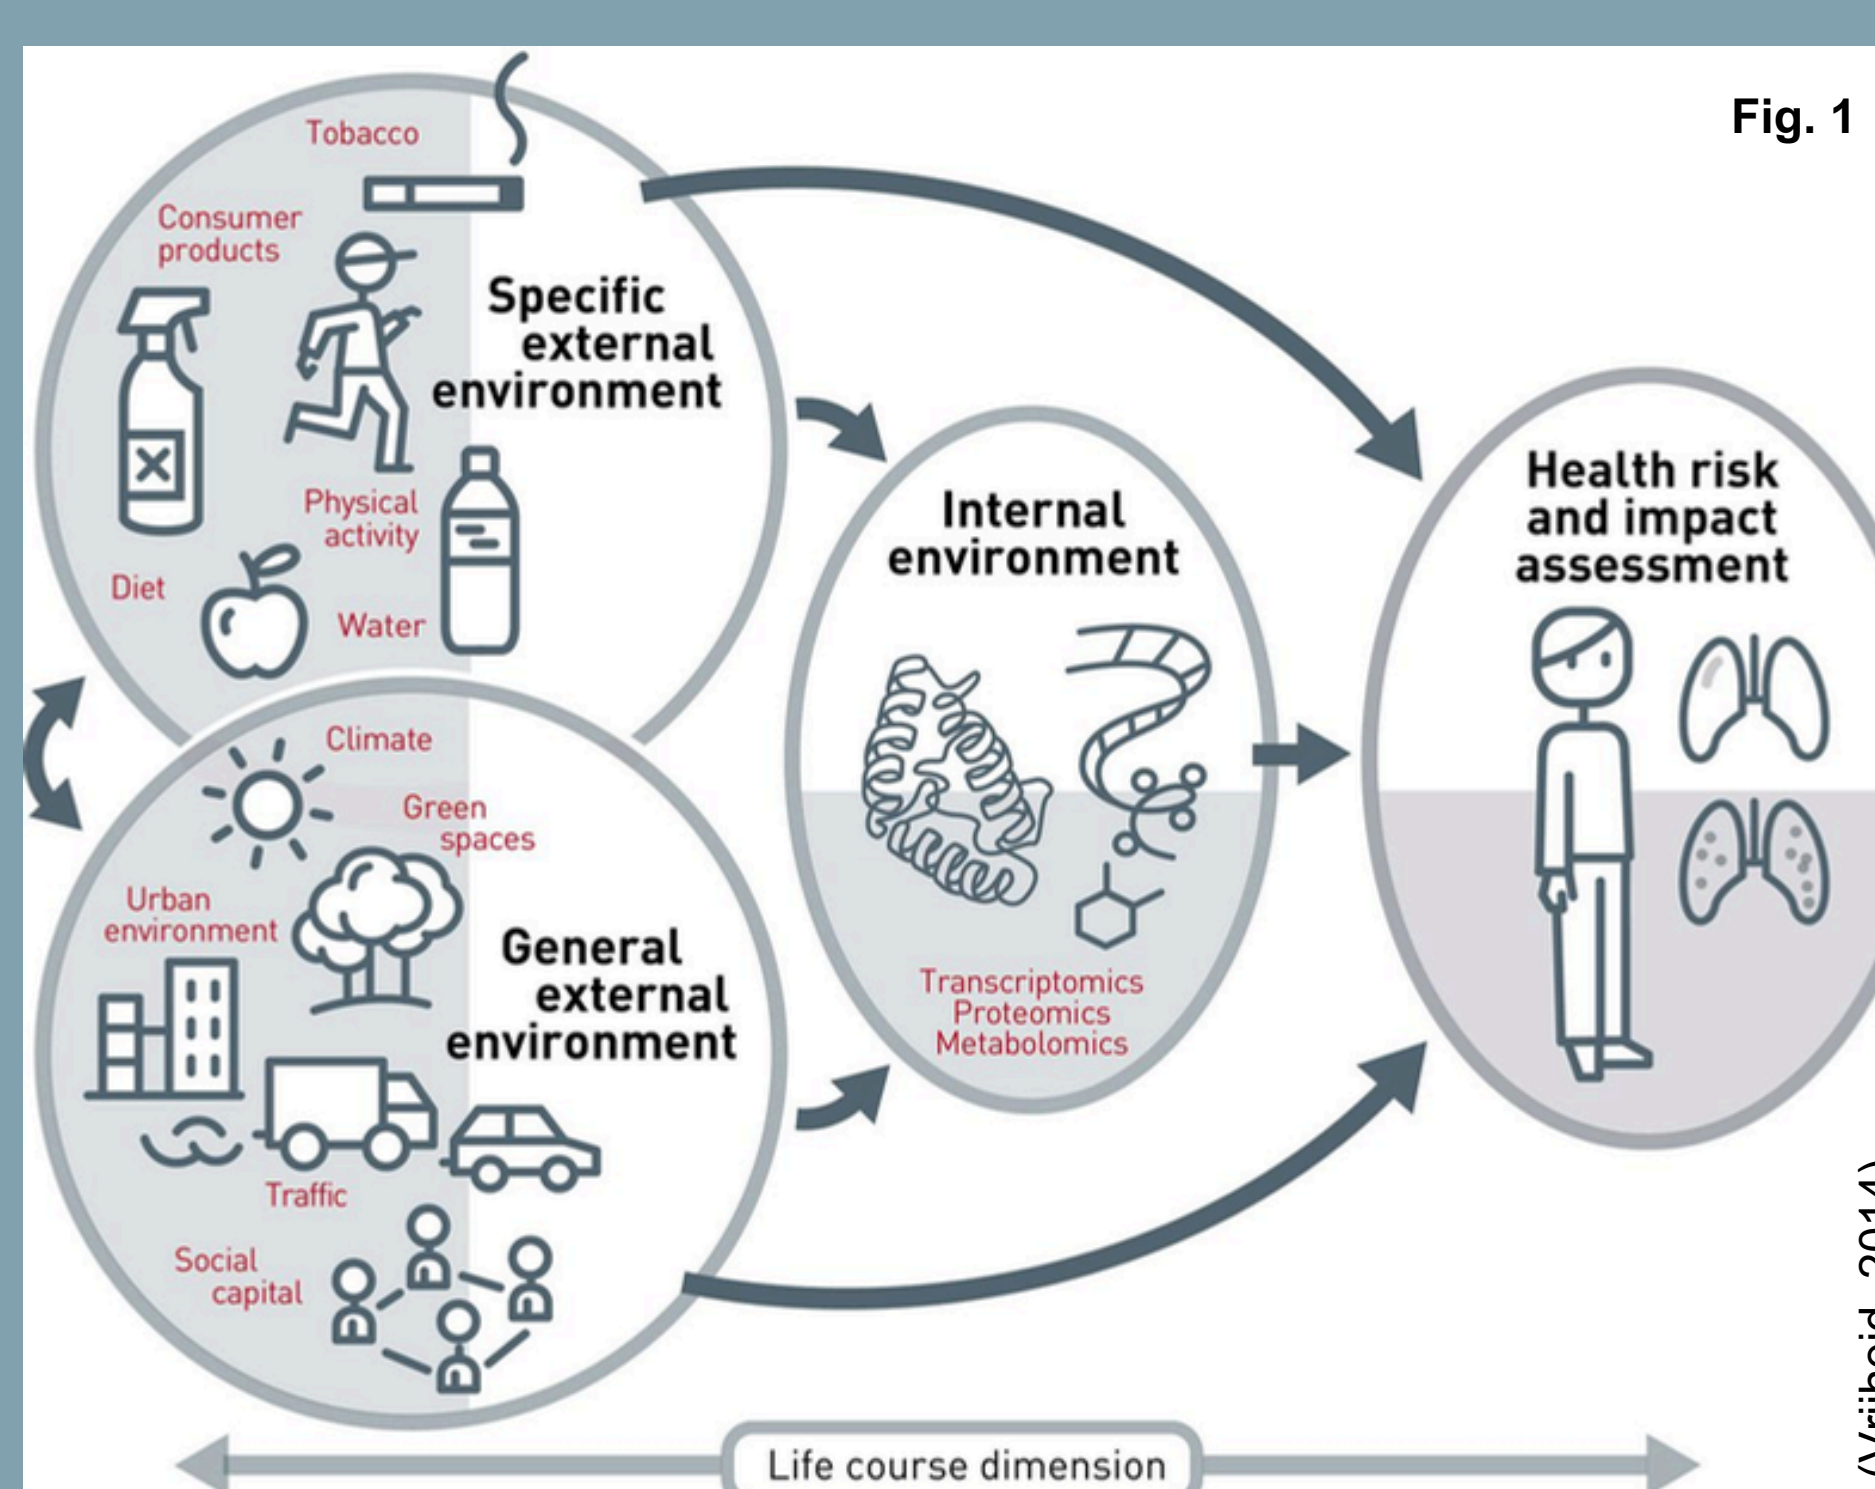 Fig. 1
Tobacco
Consumer
products
Specific
external
environment
Physical
activity
Diet
Water
Climate
Green
spaces
Urban
environment
General
external
environment
Traffic
Social
capital
Internal
environment
Transcriptomics
Proteomics
Metabolomics
Health risk
and impact
assessment
Life course dimension
2014)